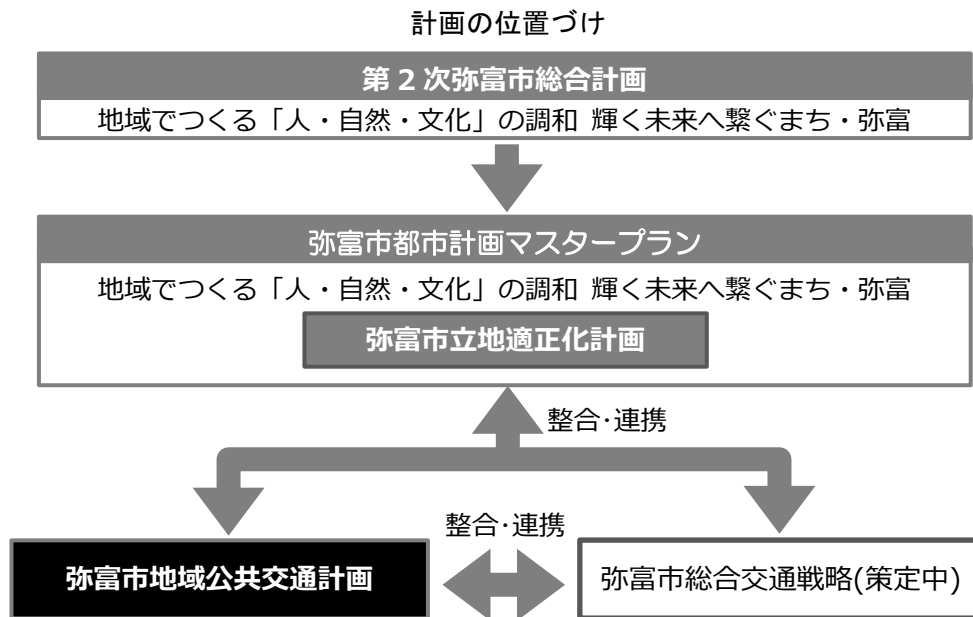 計画の位置づけ
第2次弥富市総合計画
地域でつくる「人・自然・文化」の調和 輝く未来へ繋ぐまち・弥富
弥富市都市計画マスタープラン
地域でつくる「人・自然・文化」の調和 輝く未来へ繋ぐまち・弥富
弥富市立地適正化計画
整合･連携
整合･連携
弥富市地域公共交通計画
弥富市総合交通戦略(策定中)